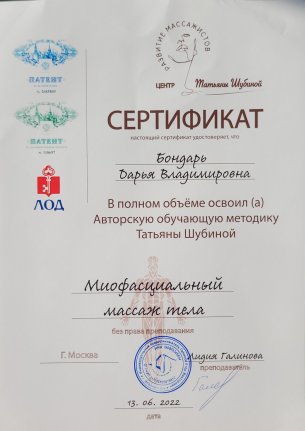 РАЗВИТИЕ МАССАЖИСТОВ
ЦЕНТР Татьяны Шубиной
ПАТЕНТ
ПАТЕНТ
ЛОД
СЕРТИФИКАТ
настоящий сертификат удостоверяет, что
Бондарь
Дарья Владимировна
В полном объёме освоил (а)
Авторскую обучающую методику
Татьяны Шубиной
Миофасциальный
массаж тела
без права преподавания
Г. Москва
Лидия Галинова
преподаватель
13. 06. 2022
дата